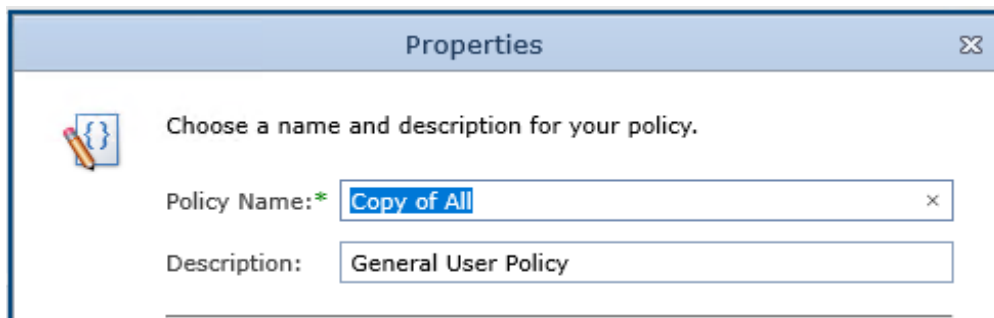 Properties
Choose a name and description for your policy.
Policy Name:* Copy of All
Description: General User Policy